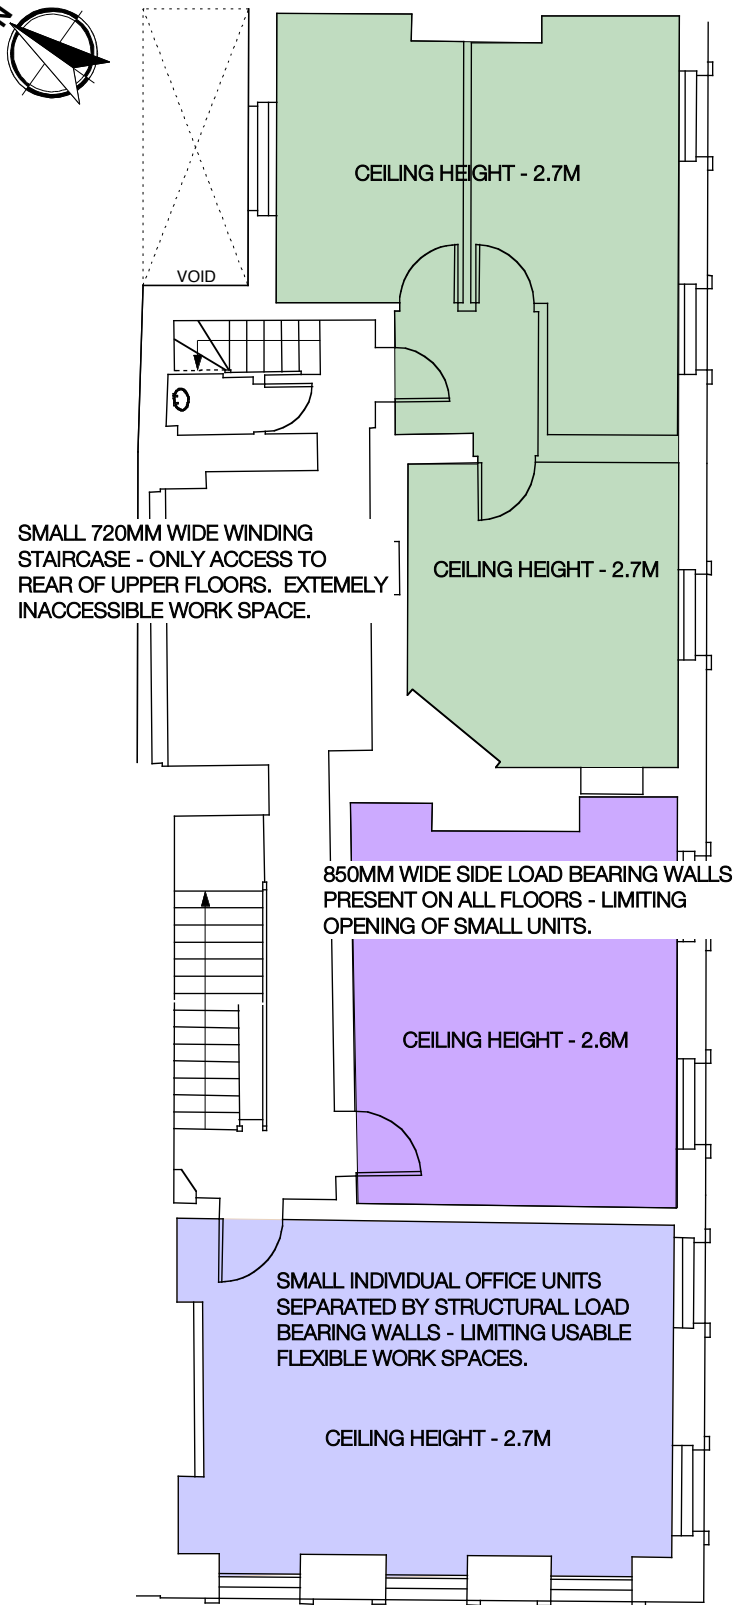 N
CEILING HEIGHT - 2.7M
VOID
SMALL 720MM WIDE WINDING
STAIRCASE - ONLY ACCESS TO
REAR OF UPPER FLOORS. EXTEMELY
INACCESSIBLE WORK SPACE.
CEILING HEIGHT - 2.7M
850MM WIDE SIDE LOAD BEARING WALLS
PRESENT ON ALL FLOORS - LIMITING
OPENING OF SMALL UNITS.
CEILING HEIGHT - 2.6M
SMALL INDIVIDUAL OFFICE UNITS
SEPARATED BY STRUCTURAL LOAD
BEARING WALLS - LIMITING USABLE
FLEXIBLE WORK SPACES.
CEILING HEIGHT - 2.7M